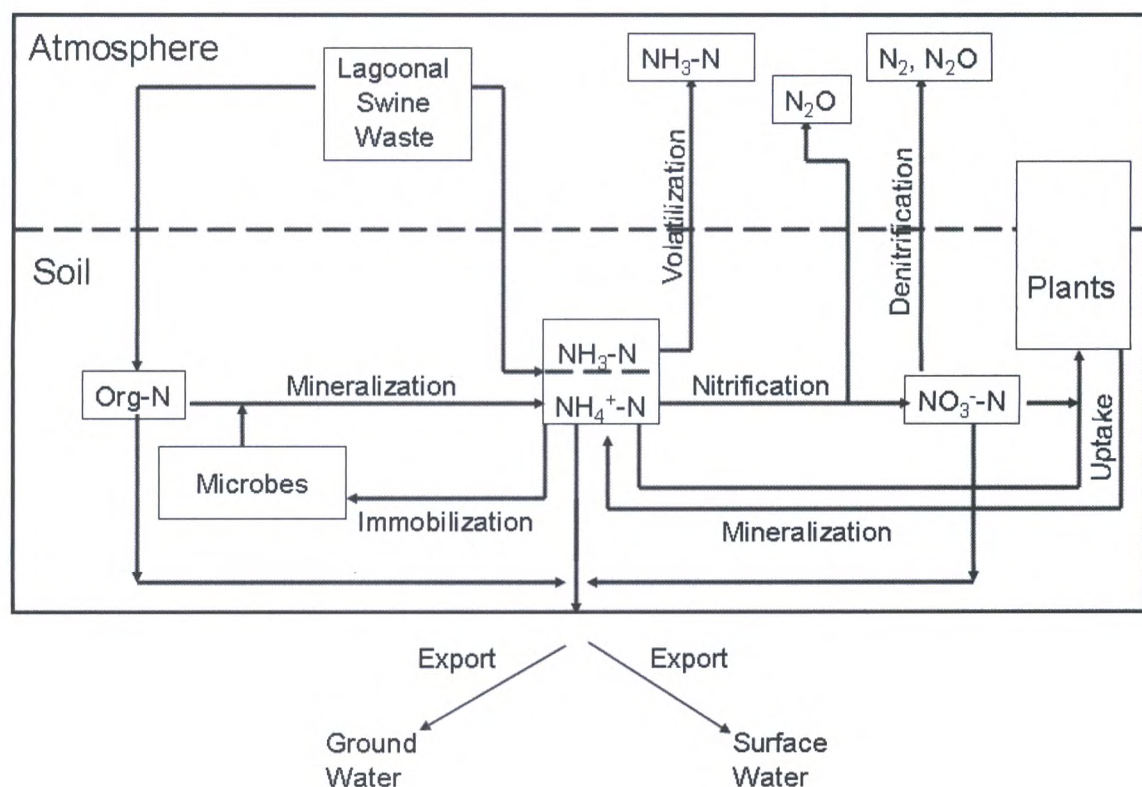 Atmosphere
Lagoonal
Swine
Waste
NH₃-N
N₂O
N₂, N₂O
Volatilization
Denitrification
Soil
Plants
NH₃-N
NH₄⁺-N
Org-N
Mineralization
Nitrification
NO₃⁻-N
Uptake
Microbes
Immobilization
Mineralization
Export
Export
Ground
Water
Surface
Water